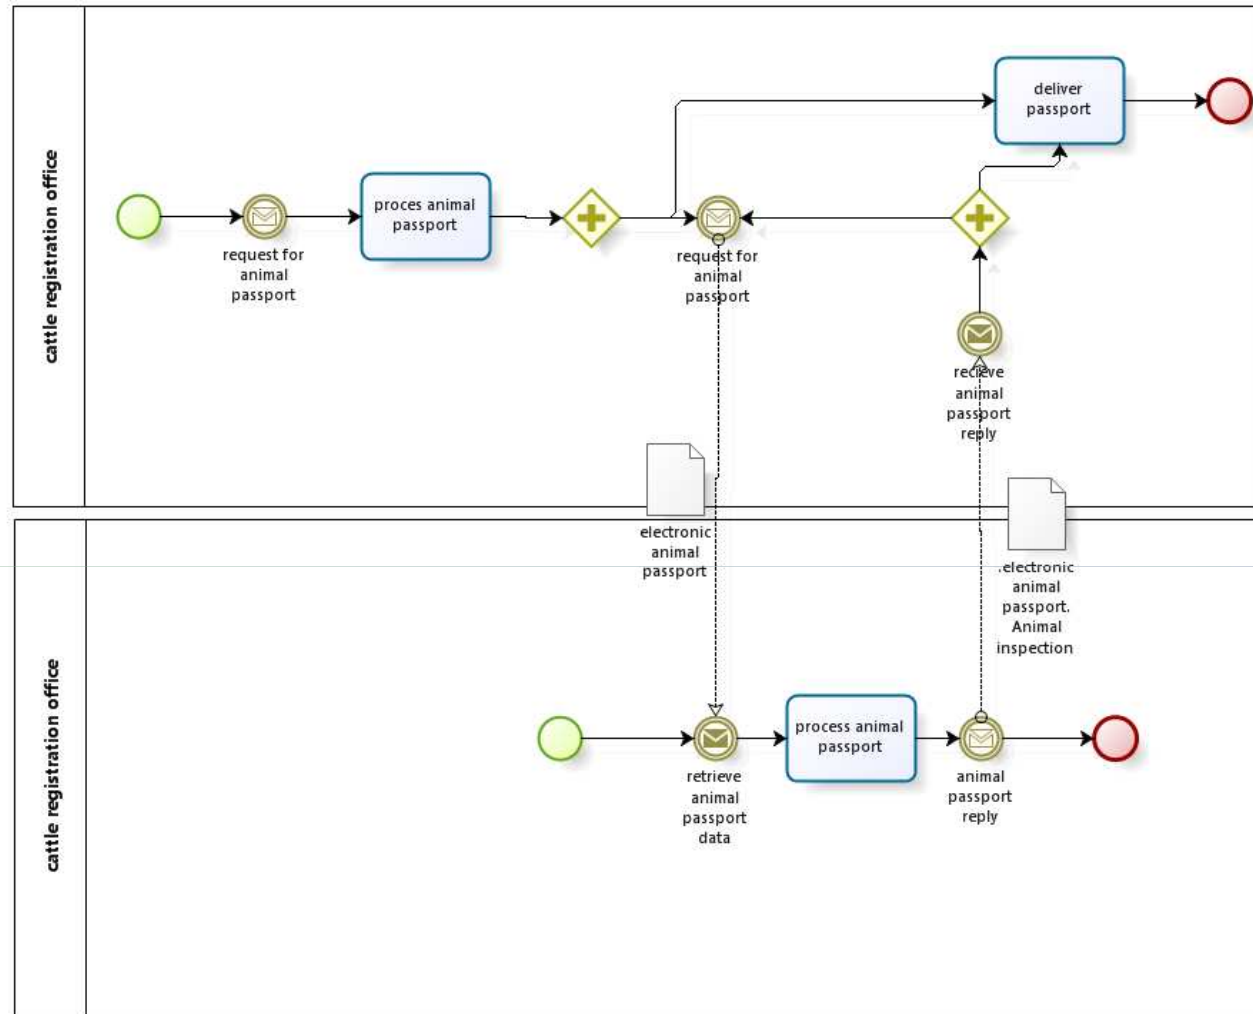 cattle registration office
deliver
passport
proces animal
passport
request for
animal
passport
request for
animal
passport
recieve
animal
passport
reply
electronic
animal
passport
.electronic
animal
passport.
Animal
inspection
cattle registration office
process animal
passport
retrieve
animal
passport
data
animal
passport
reply